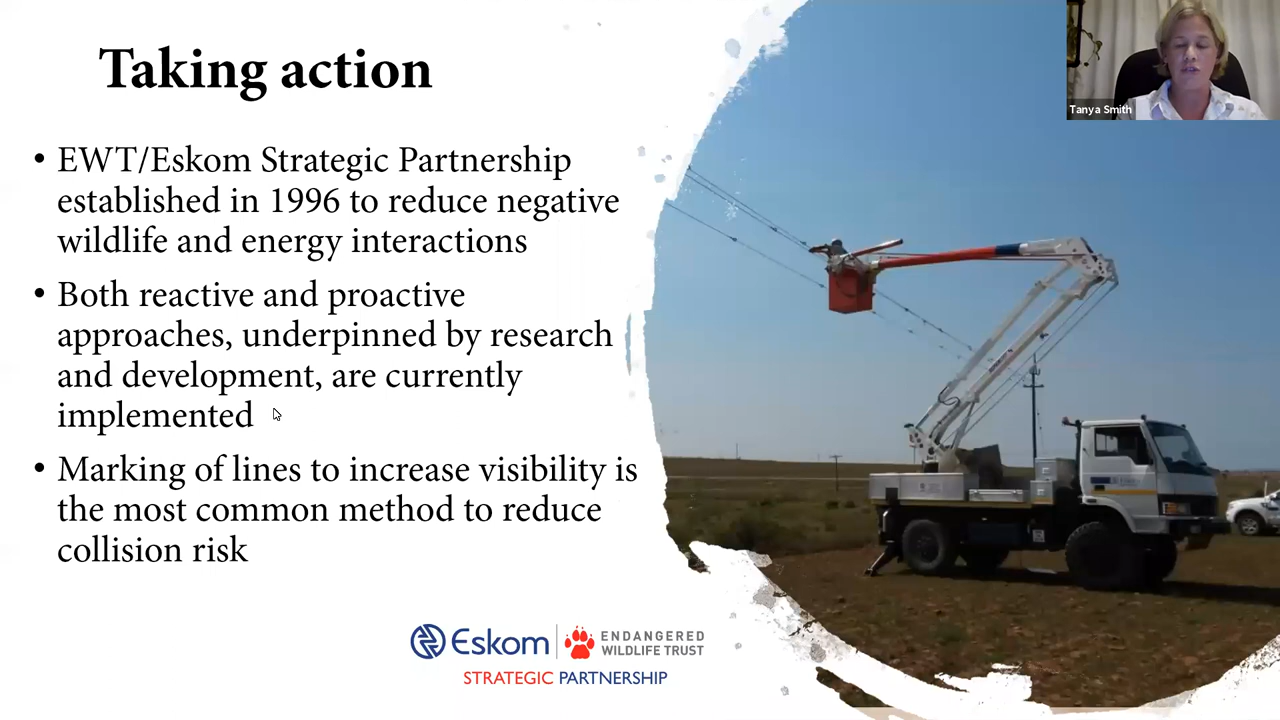 Taking action
• EWT/Eskom Strategic Partnership
established in 1996 to reduce negative
wildlife and energy interactions
• Both reactive and proactive
approaches, underpinned by research
and development, are currently
implemented
• Marking of lines to increase visibility is
the most common method to reduce
collision risk
Eskom
ENDANGERED
WILDLIFE TRUST
STRATEGIC PARTNERSHIP
Tanya Smith